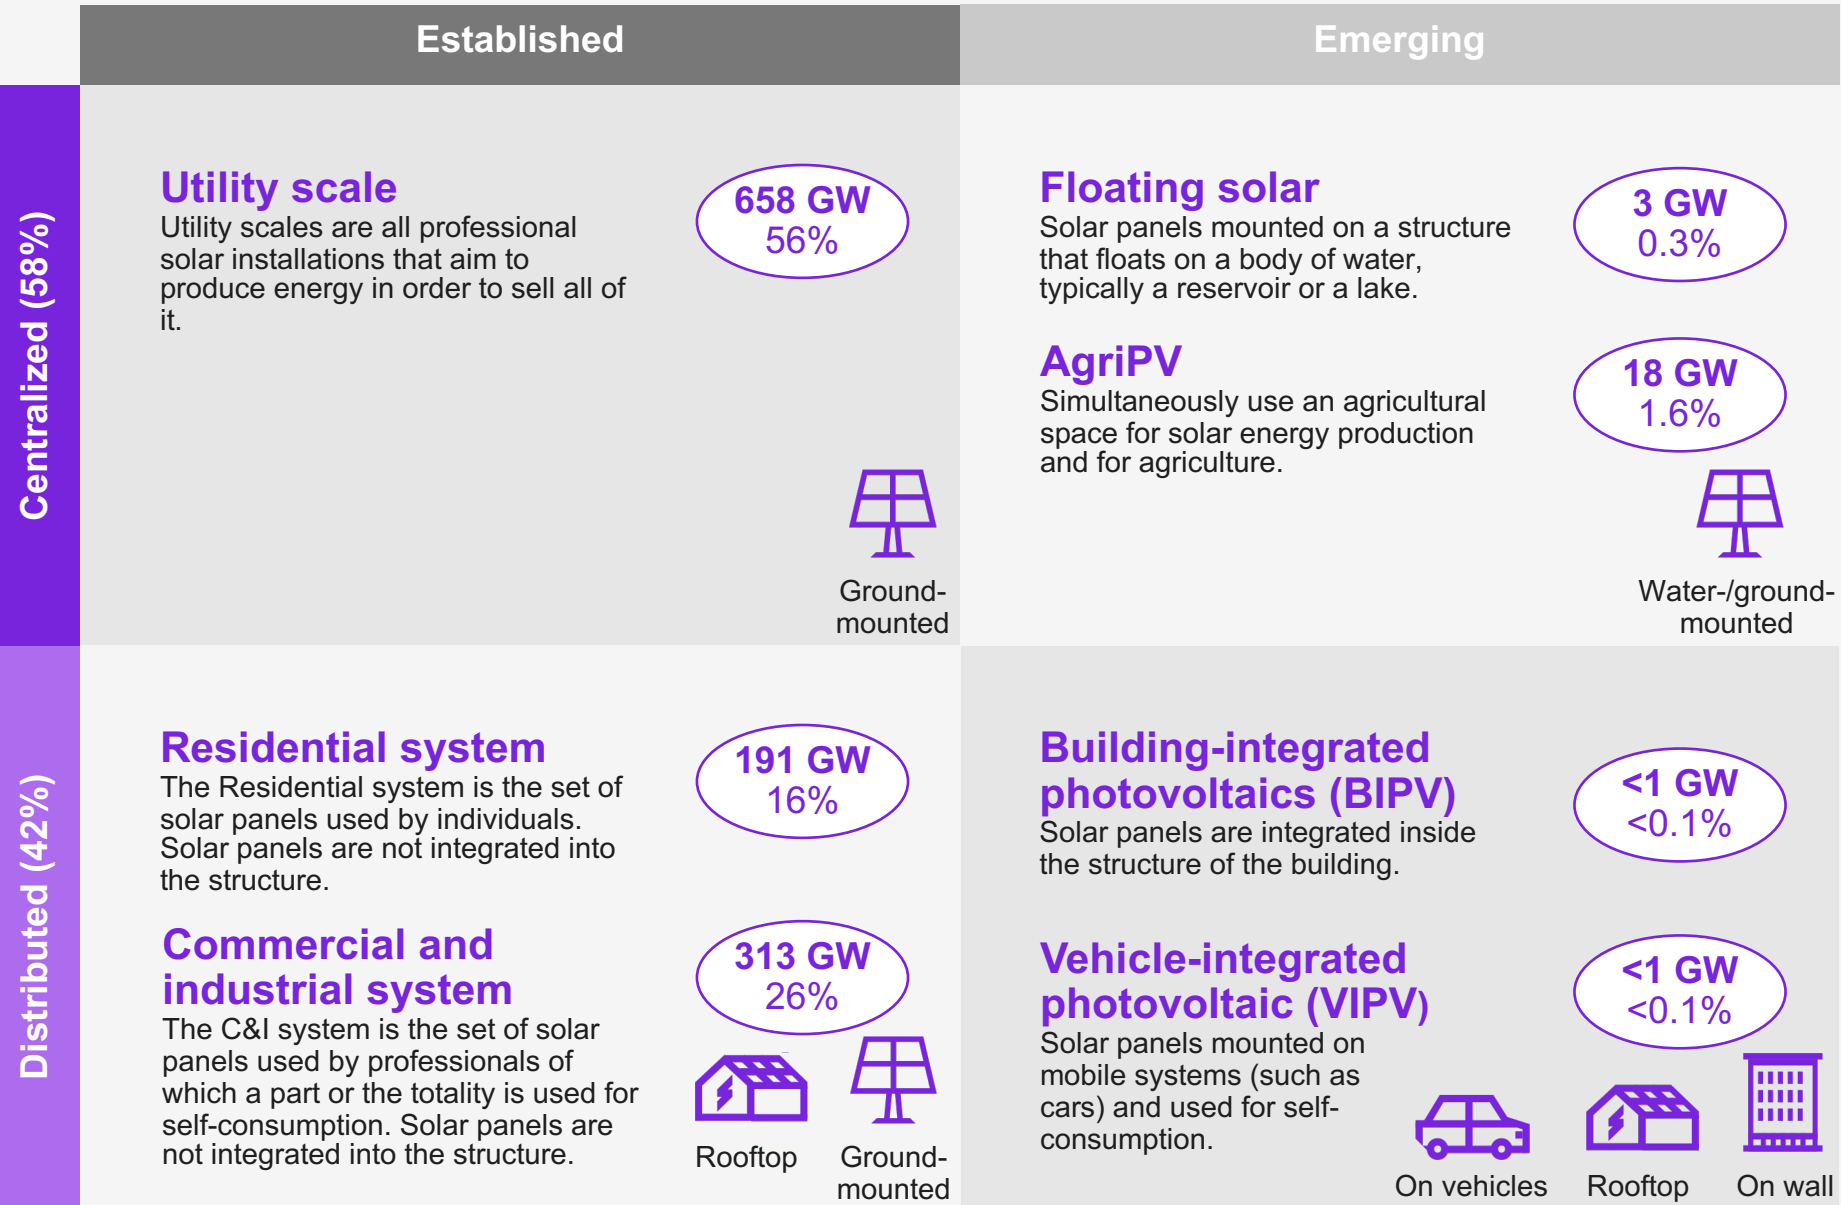 Established
Emerging
Centralized (58%)
Utility scale
Utility scales are all professional
solar installations that aim to
produce energy in order to sell all of
it.
658 GW
56%
Ground-
mounted
Floating solar
Solar panels mounted on a structure
that floats on a body of water,
typically a reservoir or a lake.
3 GW
0.3%
AgriPV
Simultaneously use an agricultural
space for solar energy production
and for agriculture.
18 GW
1.6%
Water-/ground-
mounted
Distributed (42%)
Residential system
The Residential system is the set of
solar panels used by individuals.
Solar panels are not integrated into
the structure.
191 GW
16%
Commercial and
industrial system
The C&I system is the set of solar
panels used by professionals of
which a part or the totality is used for
self-consumption. Solar panels are
not integrated into the structure.
313 GW
26%
Rooftop
Ground-
mounted
Building-integrated
photovoltaics (BIPV)
Solar panels are integrated inside
the structure of the building.
<1 GW
<0.1%
Vehicle-integrated
photovoltaic (VIPV)
Solar panels mounted on
mobile systems (such as
cars) and used for self-
consumption.
<1 GW
<0.1%
On vehicles
Rooftop
On wall